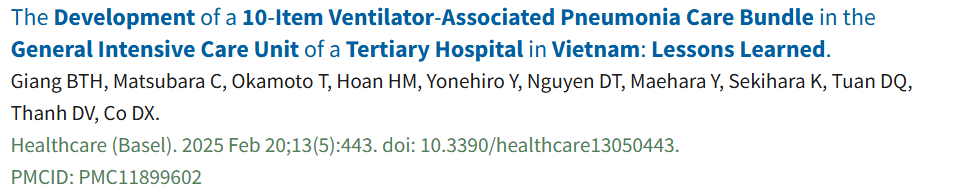 The Development of a 10-Item Ventilator-Associated Pneumonia Care Bundle in the
General Intensive Care Unit of a Tertiary Hospital in Vietnam: Lessons Learned.
Giang BTH, Matsubara C, Okamoto T, Hoan HM, Yonehiro Y, Nguyen DT, Maehara Y, Sekihara K, Tuan DQ,
Thanh DV, Co DX.
Healthcare (Basel). 2025 Feb 20;13(5):443. doi: 10.3390/healthcare13050443.
PMCID: PMC11899602